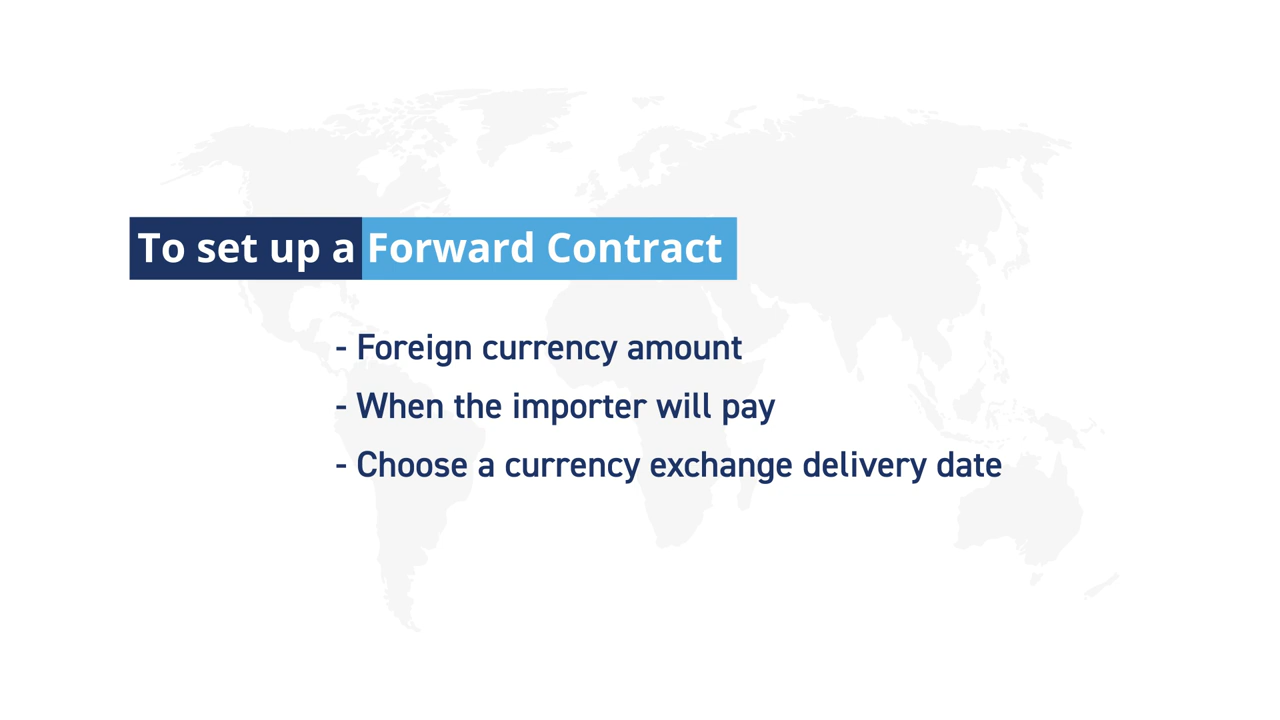 To set up a Forward Contract
- Foreign currency amount
- When the importer will pay
- Choose a currency exchange delivery date